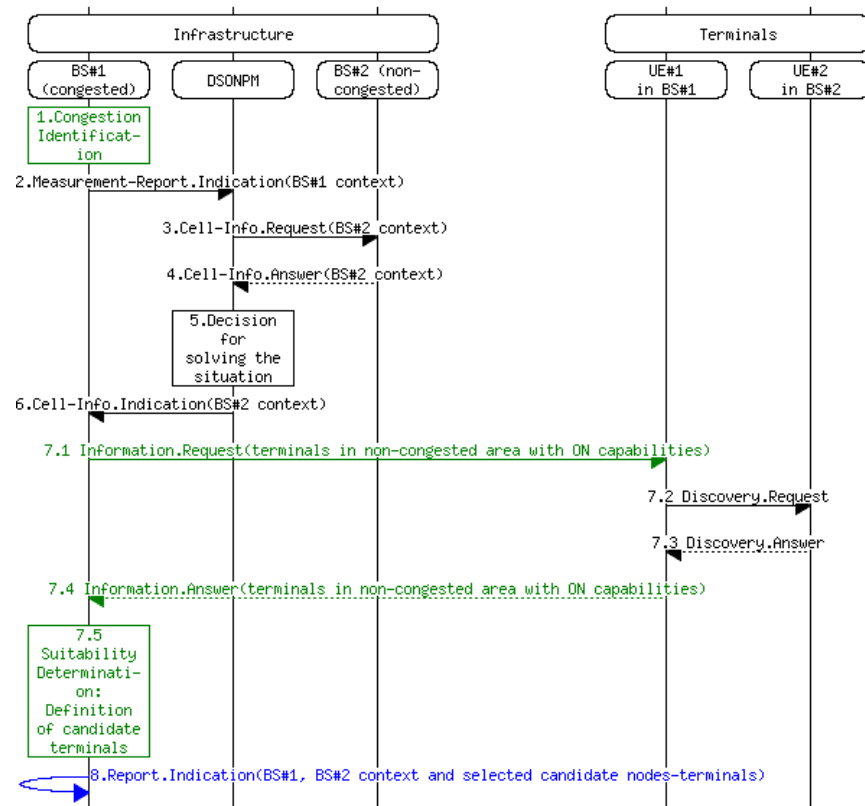 Infrastructure
Terminals
BS#1
(congested)
DSONPM
BS#2 (non-
congested)
UE#1
in BS#1
UE#2
in BS#2
1.Congestion
Identificat-
ion
2.Measurement-Report.Indication(BS#1 context)
3.Cell-Info.Request(BS#2 context)
4.Cell-Info.Answer(BS#2 context)
5.Decision
for
solving the
situation
6.Cell-Info.Indication(BS#2 context)
7.1 Information.Request(terminals in non-congested area with ON capabilities)
7.2 Discovery.Request
7.3 Discovery.Answer
7.4 Information.Answer(terminals in non-congested area with ON capabilities)
7.5
Suitability
Determinati-
on:
Definition
of candidate
terminals
8.Report.Indication(BS#1, BS#2 context and selected candidate nodes-terminals)